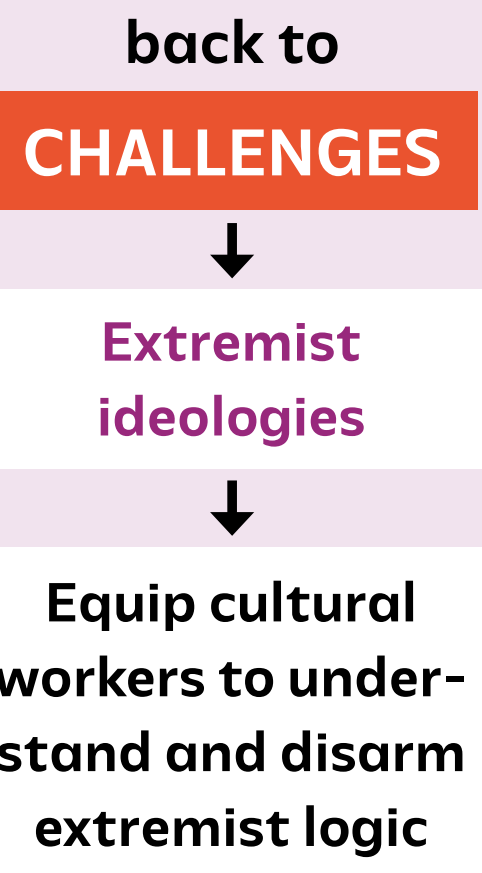 back to
CHALLENGES
Extremist
ideologies
Equip cultural
workers to under-
stand and disarm
extremist logic